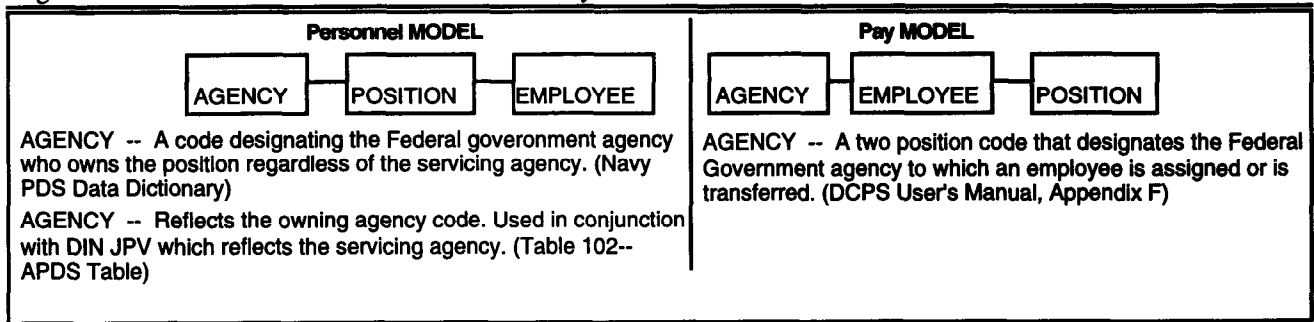 Personnel MODEL
AGENCY POSITION EMPLOYEE
AGENCY -- A code designating the Federal goveronment agency
who owns the position regardless of the servicing agency. (Navy
PDS Data Dictionary)
AGENCY -- Reflects the owning agency code. Used in conjunction
with DIN JPV which reflects the servicing agency. (Table 102--
APDS Table)
Pay MODEL
AGENCY EMPLOYEE POSITION
AGENCY -- A two position code that designates the Federal
Government agency to which an employee is assigned or is
transferred. (DCPS User's Manual, Appendix F)